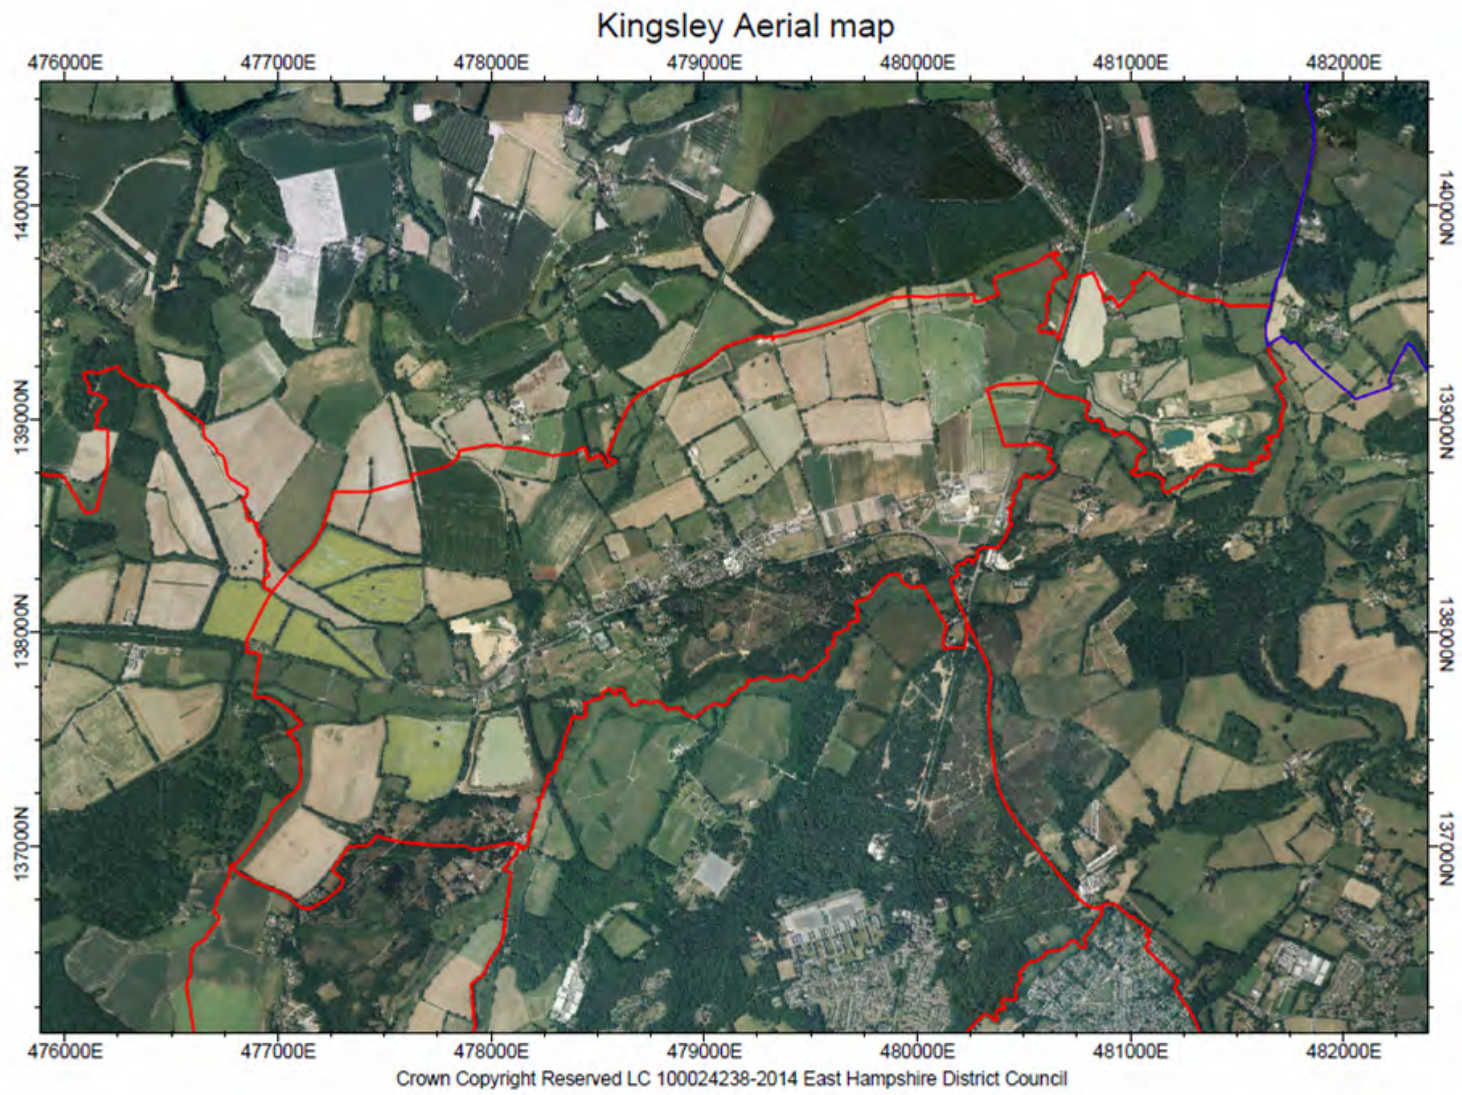 Kingsley Aerial map
476000E 477000E 478000E 479000E 480000E 481000E 482000E
140000N 140000N
139000N 139000N
138000N 138000N
137000N 137000N
476000E 477000E 478000E 479000E 480000E 481000E 482000E
Crown Copyright Reserved LC 100024238-2014 East Hampshire District Council